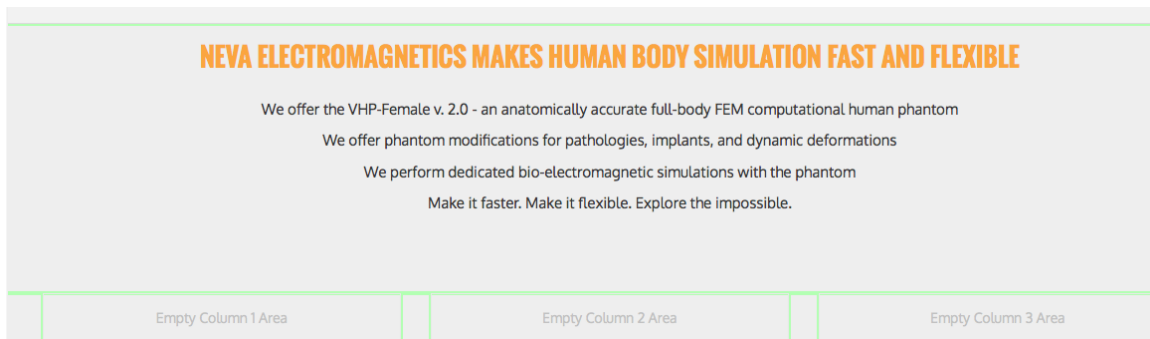 NEVA ELECTROMAGNETICS MAKES HUMAN BODY SIMULATION FAST AND FLEXIBLE
We offer the VHP-Female v. 2.0 - an anatomically accurate full-body FEM computational human phantom
We offer phantom modifications for pathologies, implants, and dynamic deformations
We perform dedicated bio-electromagnetic simulations with the phantom
Make it faster. Make it flexible. Explore the impossible.
Empty Column 1 Area
Empty Column 2 Area
Empty Column 3 Area